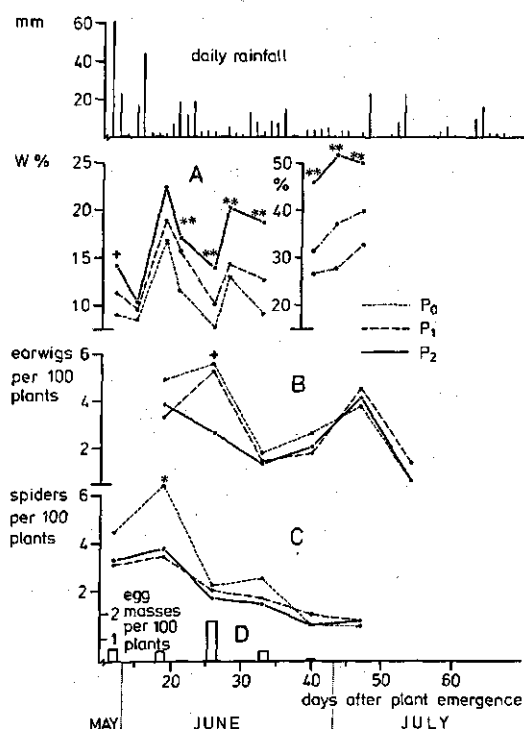 mm
60
40
20
daily rainfall
W %
25
20
15
10
A
+
**
**
**
**
50
%
40
30
20
15
**
**
**
P0
P1
P2
earwigs
per 100
plants
6
4
2
+
B
spiders
per 100
plants
6
4
2
*
C
2
1
egg
masses
per 100
plants
D
20
30
40
50
60
days after plant emergence
MAY
JUNE
JULY